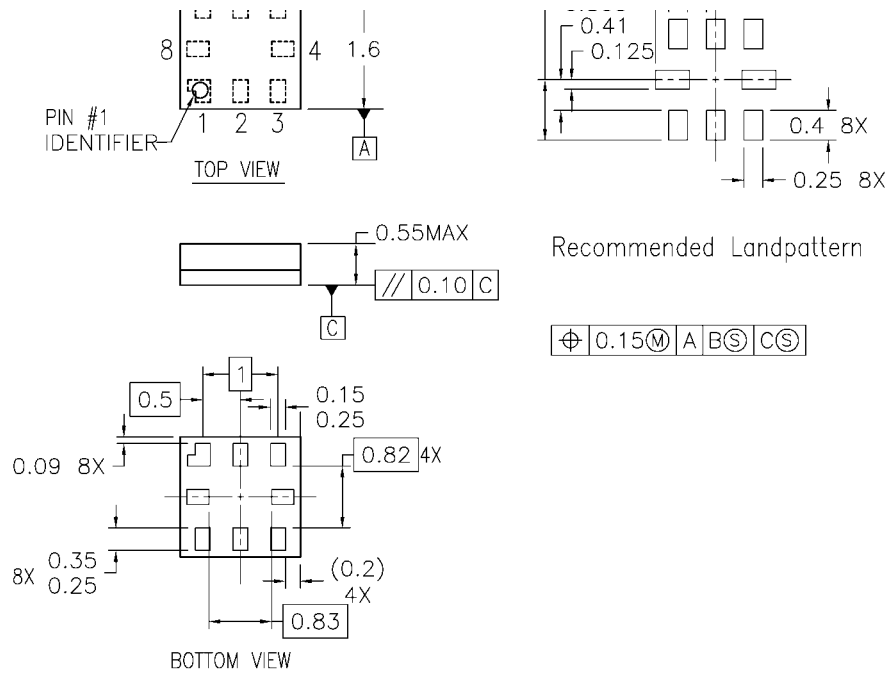 0.41
0.125
8
4
1.6
PIN #1
IDENTIFIER
1 2 3
A
TOP VIEW
0.4 8X
0.25 8X
Recommended Landpattern
0.55MAX
// 0.10 C
C
⌖ 0.15Ⓜ A BⓈ CⓈ
1
0.5
0.15
0.25
0.82 4X
0.09 8X
0.35
8X 0.25
(0.2)
4X
0.83
BOTTOM VIEW